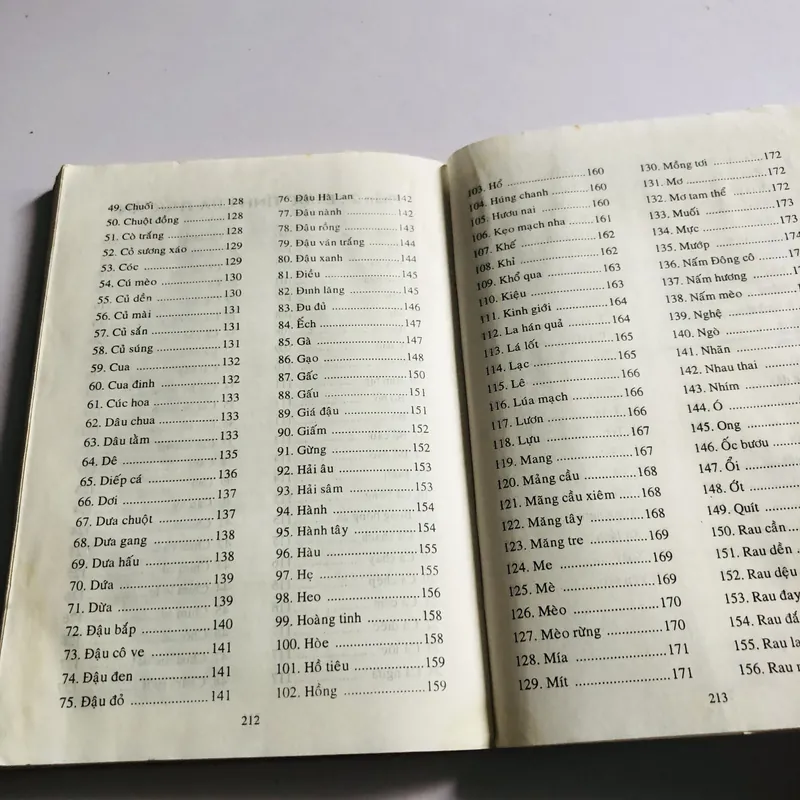 49. Chuối .................. 128
50. Chuột đồng ............ 128
51. Cò trắng ............... 128
52. Cỏ sương xáo ......... 129
53. Cóc ..................... 129
54. Cú mèo ................ 130
55. Củ dền ................. 130
56. Củ mài ................. 131
57. Củ sắn ................. 131
58. Củ súng ................ 131
59. Cua ..................... 132
60. Cua đinh ............... 132
61. Cúc hoa ................ 133
62. Dâu chua .............. 133
63. Dâu tằm ................ 133
64. Dê ....................... 135
65. Diếp cá ................. 136
66. Dơi ...................... 137
67. Dưa chuột ............. 137
68. Dưa gang .............. 138
69. Dưa hấu ................ 138
70. Dứa ..................... 139
71. Dừa ..................... 139
72. Đậu bắp ................ 140
73. Đậu cô ve .............. 141
74. Đậu đen ................ 141
75. Đậu đỏ ................. 141
76. Đậu Hà Lan ........... 142
77. Đậu nành .............. 142
78. Đậu rồng ............... 143
79. Đậu ván trắng ........ 144
80. Đậu xanh .............. 144
81. Điều ..................... 145
82. Đinh lăng .............. 145
83. Đu đủ ................... 146
84. Ếch ...................... 147
85. Gà ....................... 147
86. Gạo ...................... 148
87. Gấc ...................... 150
88. Gấu ...................... 151
89. Giá đậu ................. 151
90. Giấm .................... 152
91. Gừng .................... 152
92. Hải âu ................... 153
93. Hải sâm ................. 153
94. Hành .................... 154
95. Hành tây ............... 154
96. Hàu ...................... 155
97. Hẹ ....................... 155
98. Heo ...................... 156
99. Hoàng tinh ............ 158
100. Hòe .................... 158
101. Hồ tiêu ................ 159
102. Hồng ................... 159
212
103. Hổ ...................... 160
104. Húng chanh ......... 160
105. Hươu nai ............. 160
106. Kẹo mạch nha ...... 161
107. Khế .................... 162
108. Khỉ ..................... 162
109. Khổ qua ............... 163
110. Kiệu .................... 163
111. Kinh giới .............. 164
112. La hán quả ........... 164
113. Lá lốt .................. 165
114. Lạc ..................... 165
115. Lê ...................... 166
116. Lúa mạch ............. 166
117. Lươn ................... 166
118. Lựu ..................... 166
119. Mang ................... 167
120. Mảng cầu ............. 168
121. Măng cầu xiêm ...... 168
122. Măng tây .............. 168
123. Măng tre .............. 169
124. Me ...................... 169
125. Mè ...................... 169
126. Mèo .................... 170
127. Mèo rừng ............. 170
128. Mía ..................... 171
129. Mít ..................... 171
130. Mồng tơi .............. 172
131. Mơ ...................... 172
132. Mơ tam thể .......... 172
133. Muối ................... 173
134. Mực .................... 173
135. Mướp .................. 174
136. Nấm Đông cô
137. Nấm hương
138. Nấm mèo
139. Nghệ
140. Ngò
141. Nhãn
142. Nhau thai
143. Nhím
144. Ó
145. Ong
146. Ốc bươu
147. Ổi
148. Ớt
149. Quít
150. Rau cần
151. Rau dền
152. Rau dệu
153. Rau đay
154. Rau
155. Rau
156. Rau
213